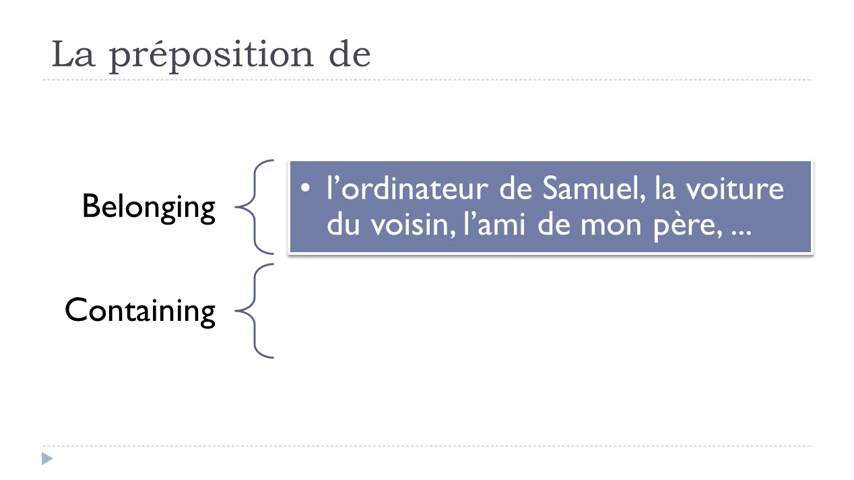 La préposition de
Belonging
• l’ordinateur de Samuel, la voiture
du voisin, l’ami de mon père, ...
Containing